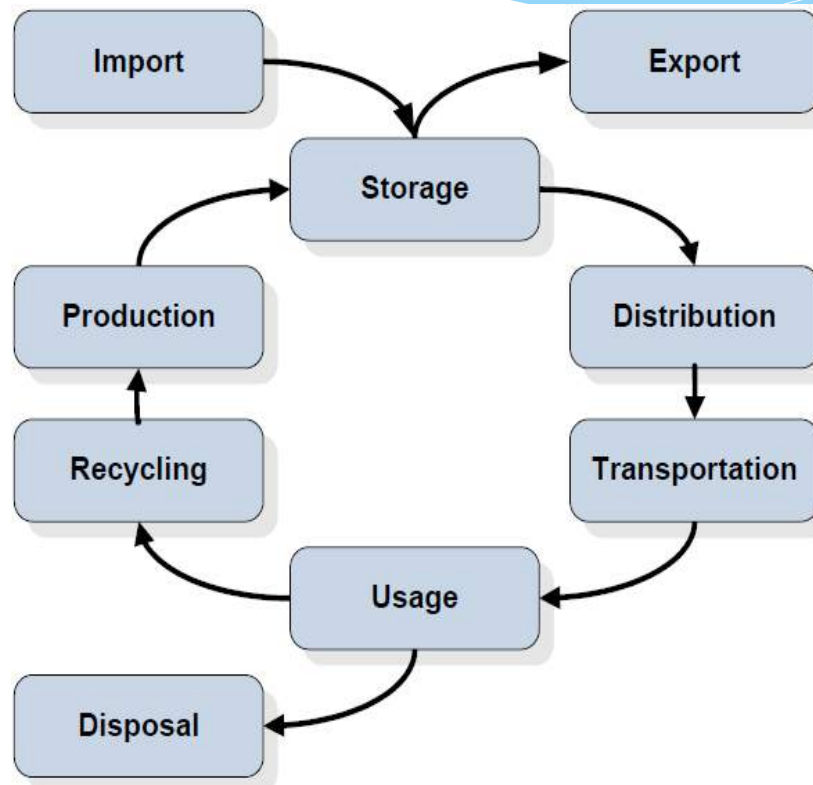 Import
Export
Storage
Production
Distribution
Recycling
Transportation
Usage
Disposal